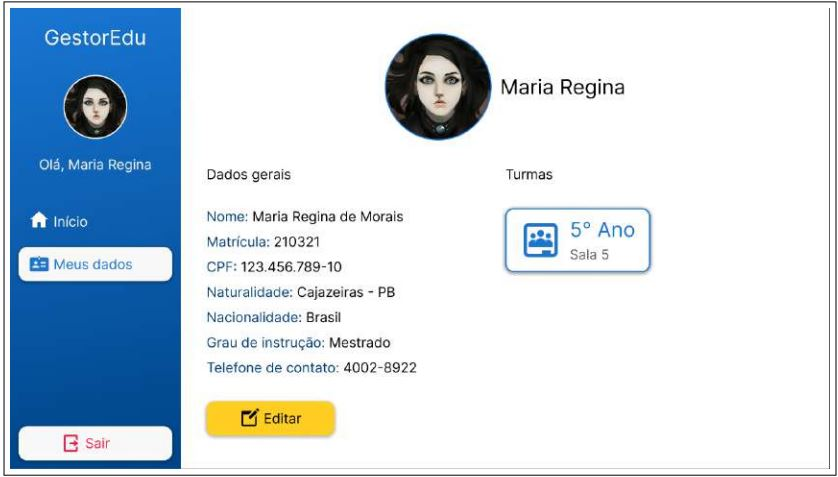 GestorEdu
Olá, Maria Regina
Início
Meus dados
Sair
Maria Regina
Dados gerais
Nome: Maria Regina de Morais
Matrícula: 210321
CPF: 123.456.789-10
Naturalidade: Cajazeiras - PB
Nacionalidade: Brasil
Grau de instrução: Mestrado
Telefone de contato: 4002-8922
Editar
Turmas
5° Ano
Sala 5